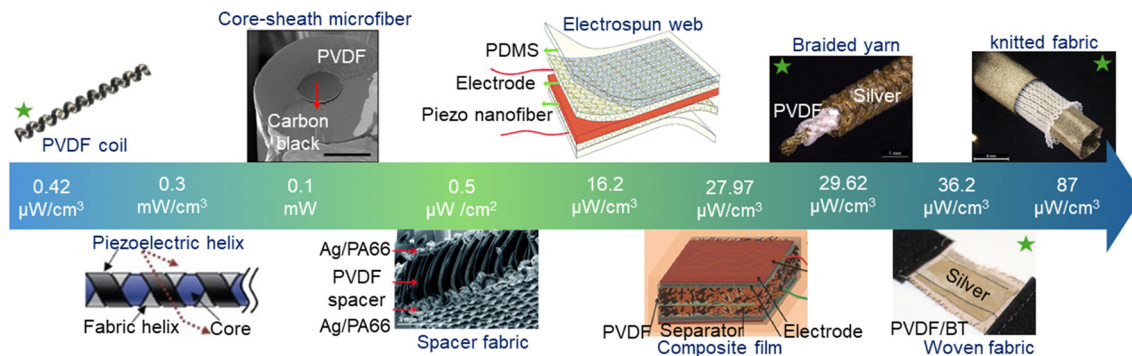 Core-sheath microfiber
Electrospun web
Braided yarn
knitted fabric
PVDF
Carbon
black
PDMS
Electrode
Piezo nanofiber
PVDF
Silver
PVDF coil
0.42
µW/cm³
0.3
mW/cm³
0.1
mW
0.5
µW /cm²
16.2
µW/cm³
27.97
µW/cm³
29.62
µW/cm³
36.2
µW/cm³
87
µW/cm³
Piezoelectric helix
Fabric helix
Core
Ag/PA66
PVDF
spacer
Ag/PA66
Spacer fabric
PVDF
Separator
Electrode
Composite film
Silver
PVDF/BT
Woven fabric